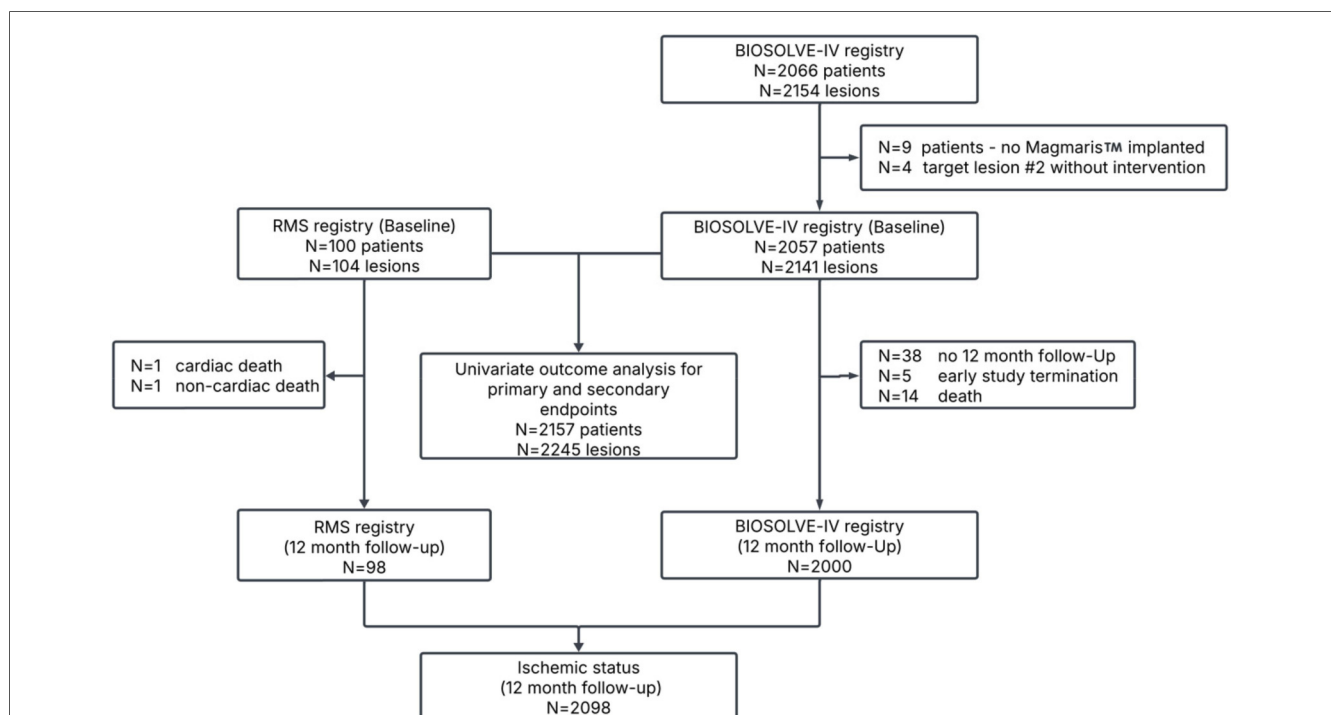 BIOSOLVE-IV registry
N=2066 patients
N=2154 lesions
N=9 patients - no Magmaris™ implanted
N=4 target lesion #2 without intervention
RMS registry (Baseline)
N=100 patients
N=104 lesions
BIOSOLVE-IV registry (Baseline)
N=2057 patients
N=2141 lesions
N=1 cardiac death
N=1 non-cardiac death
Univariate outcome analysis for
primary and secondary
endpoints
N=2157 patients
N=2245 lesions
N=38 no 12 month follow-Up
N=5 early study termination
N=14 death
RMS registry
(12 month follow-up)
N=98
BIOSOLVE-IV registry
(12 month follow-Up)
N=2000
Ischemic status
(12 month follow-up)
N=2098